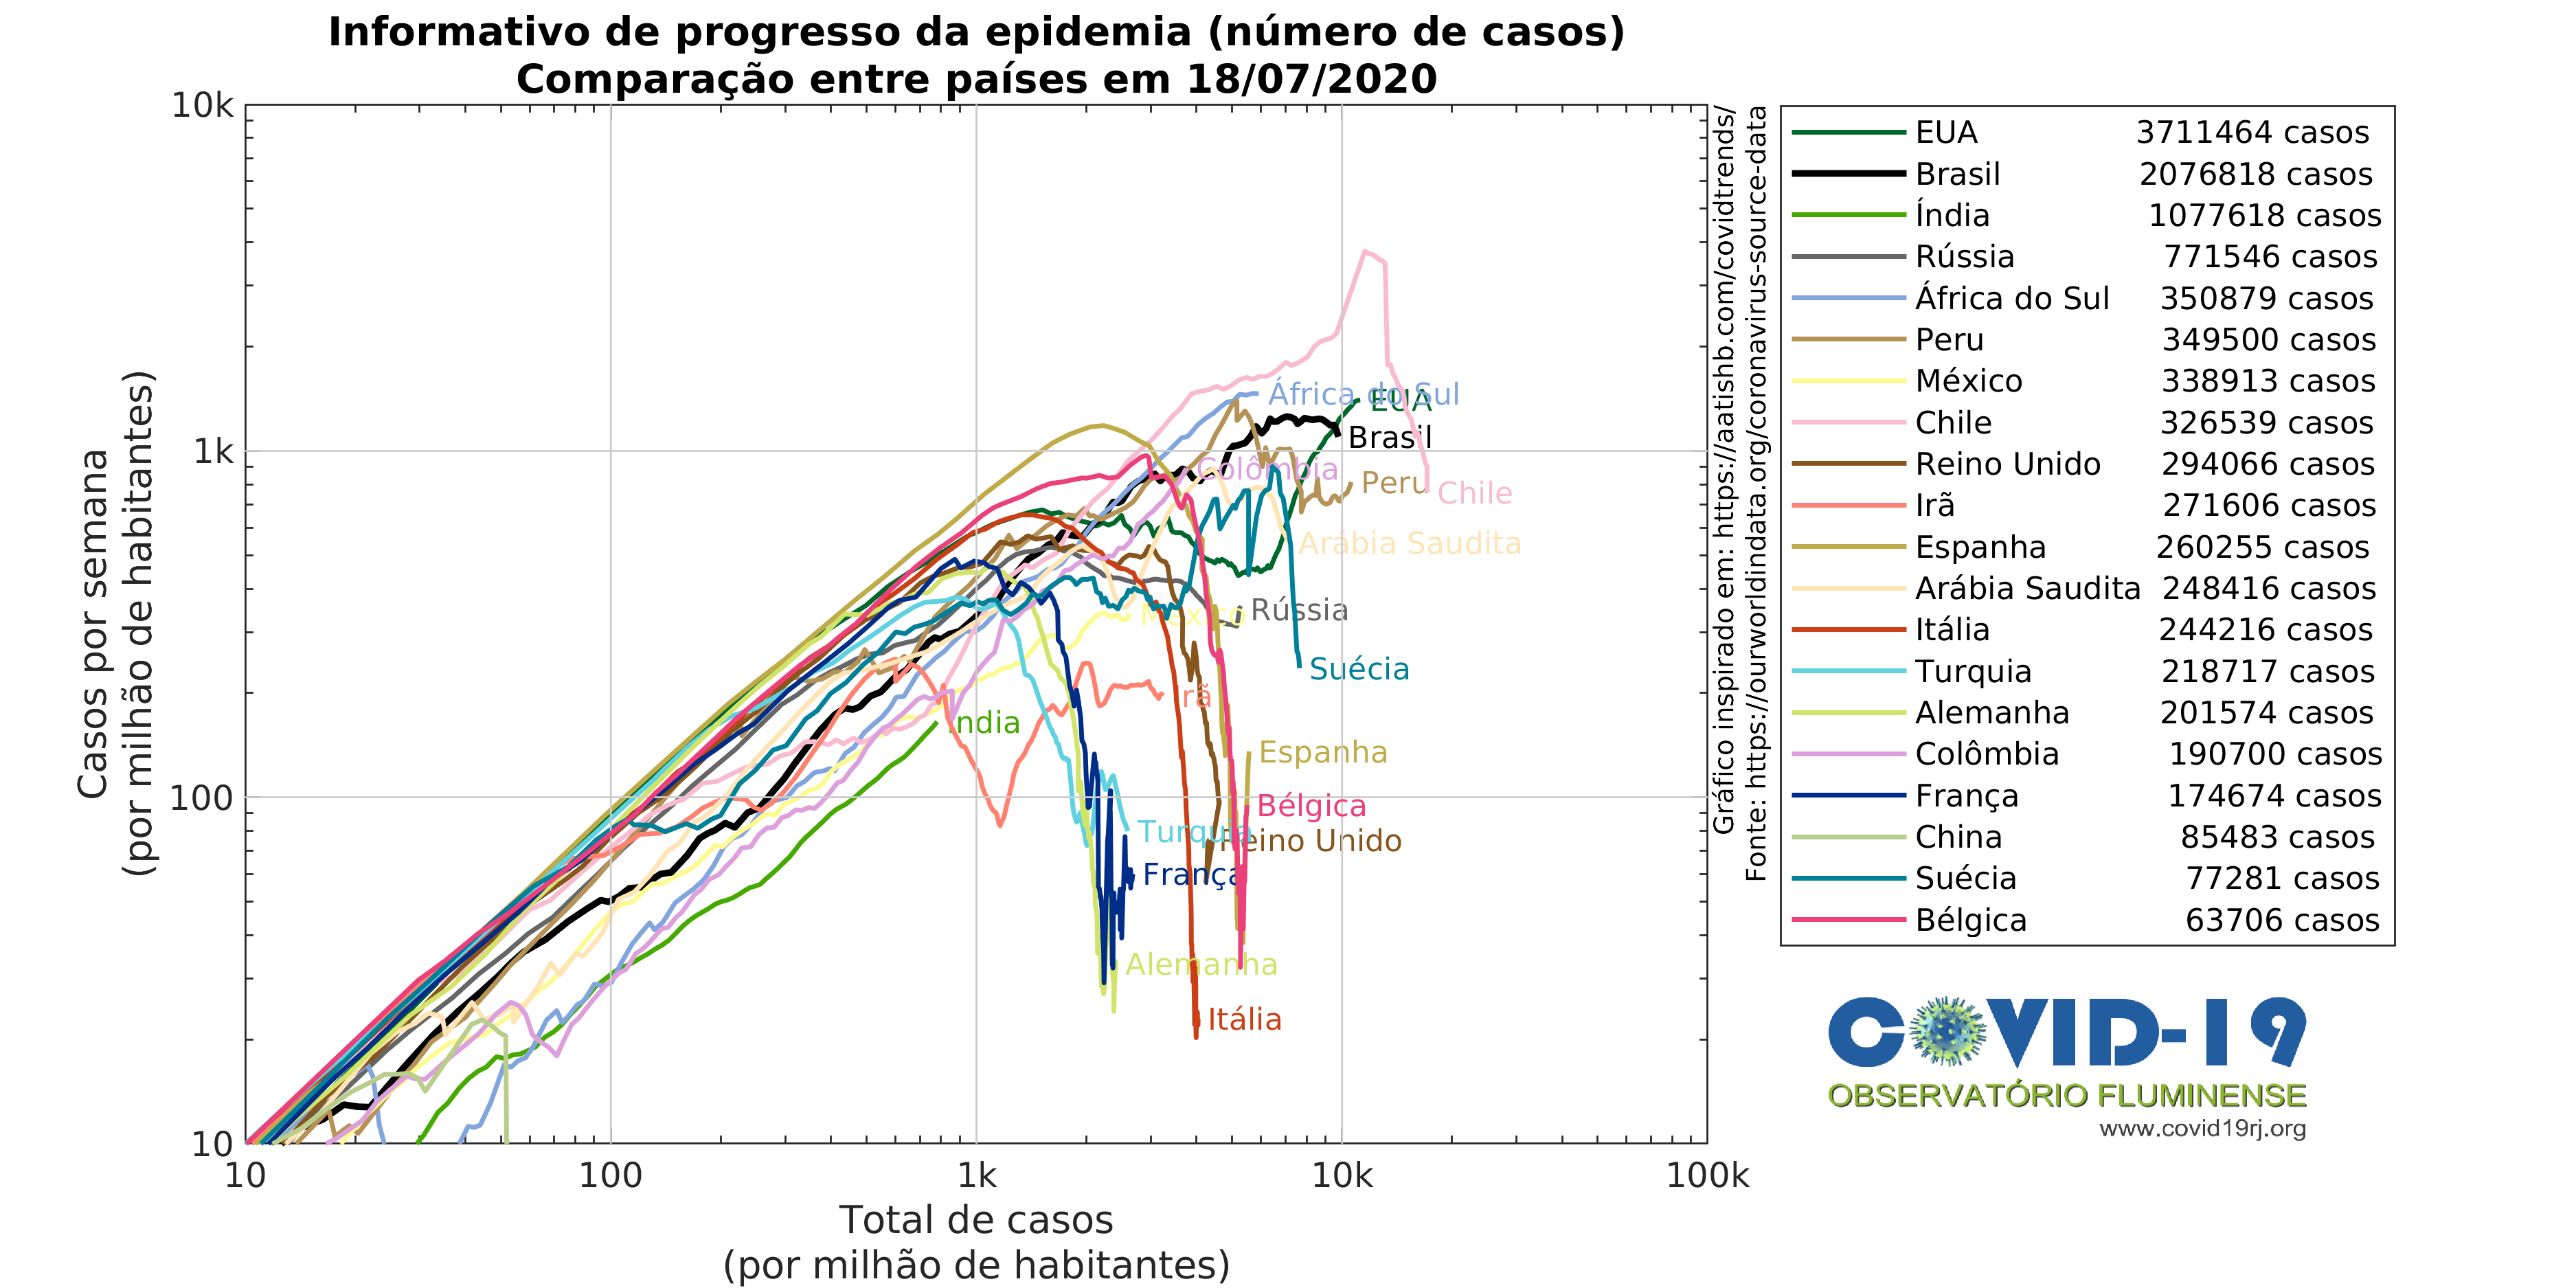 Informativo de progresso da epidemia (número de casos)
Comparação entre países em 18/07/2020
10k
1k
100
10
10
100
1k
10k
100k
Casos por semana
(por milhão de habitantes)
Total de casos
(por milhão de habitantes)
África do Sul
EUA
Brasil
Colômbia
Peru
Chile
Arábia Saudita
México
Rússia
Suécia
Irã
Índia
Espanha
Bélgica
Turquia
Reino Unido
França
Alemanha
Itália
Gráfico inspirado em: https://aatishb.com/covidtrends/
Fonte: https://ourworldindata.org/coronavirus-source-data
EUA 3711464 casos
Brasil 2076818 casos
Índia 1077618 casos
Rússia 771546 casos
África do Sul 350879 casos
Peru 349500 casos
México 338913 casos
Chile 326539 casos
Reino Unido 294066 casos
Irã 271606 casos
Espanha 260255 casos
Arábia Saudita 248416 casos
Itália 244216 casos
Turquia 218717 casos
Alemanha 201574 casos
Colômbia 190700 casos
França 174674 casos
China 85483 casos
Suécia 77281 casos
Bélgica 63706 casos
COVID-19
OBSERVATÓRIO FLUMINENSE
www.covid19rj.org